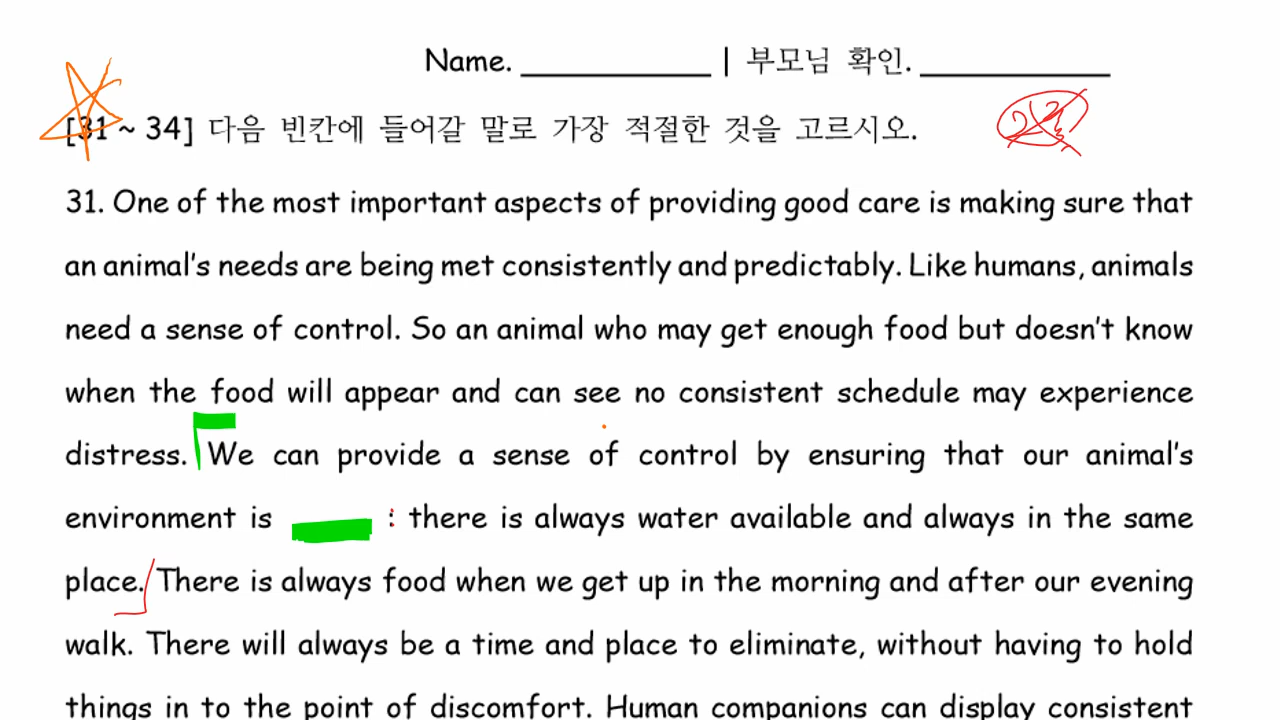 Name. ___________ | 부모님 확인. ___________
[31 ~ 34] 다음 빈칸에 들어갈 말로 가장 적절한 것을 고르시오.
31. One of the most important aspects of providing good care is making sure that
an animal's needs are being met consistently and predictably. Like humans, animals
need a sense of control. So an animal who may get enough food but doesn't know
when the food will appear and can see no consistent schedule may experience
distress. We can provide a sense of control by ensuring that our animal's
environment is : there is always water available and always in the same
place. There is always food when we get up in the morning and after our evening
walk. There will always be a time and place to eliminate, without having to hold
things in to the point of discomfort. Human companions can display consistent